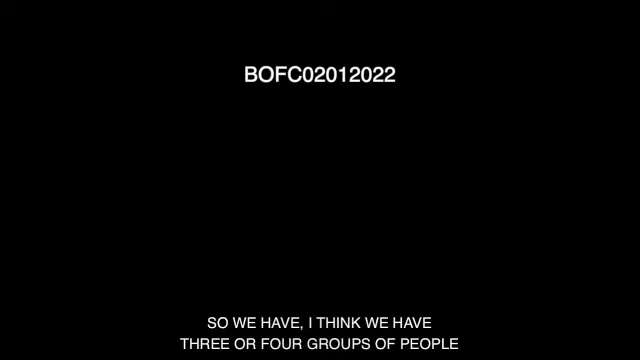 BOFC02012022
SO WE HAVE, I THINK WE HAVE
THREE OR FOUR GROUPS OF PEOPLE